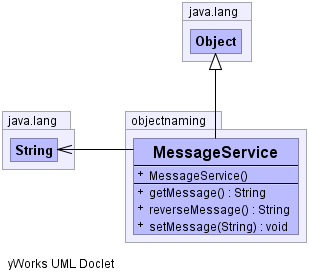 java.lang
Object
java.lang
String
objectnaming
MessageService
+ MessageService()
+ getMessage() : String
+ reverseMessage() : String
+ setMessage(String) : void
yWorks UML Doclet